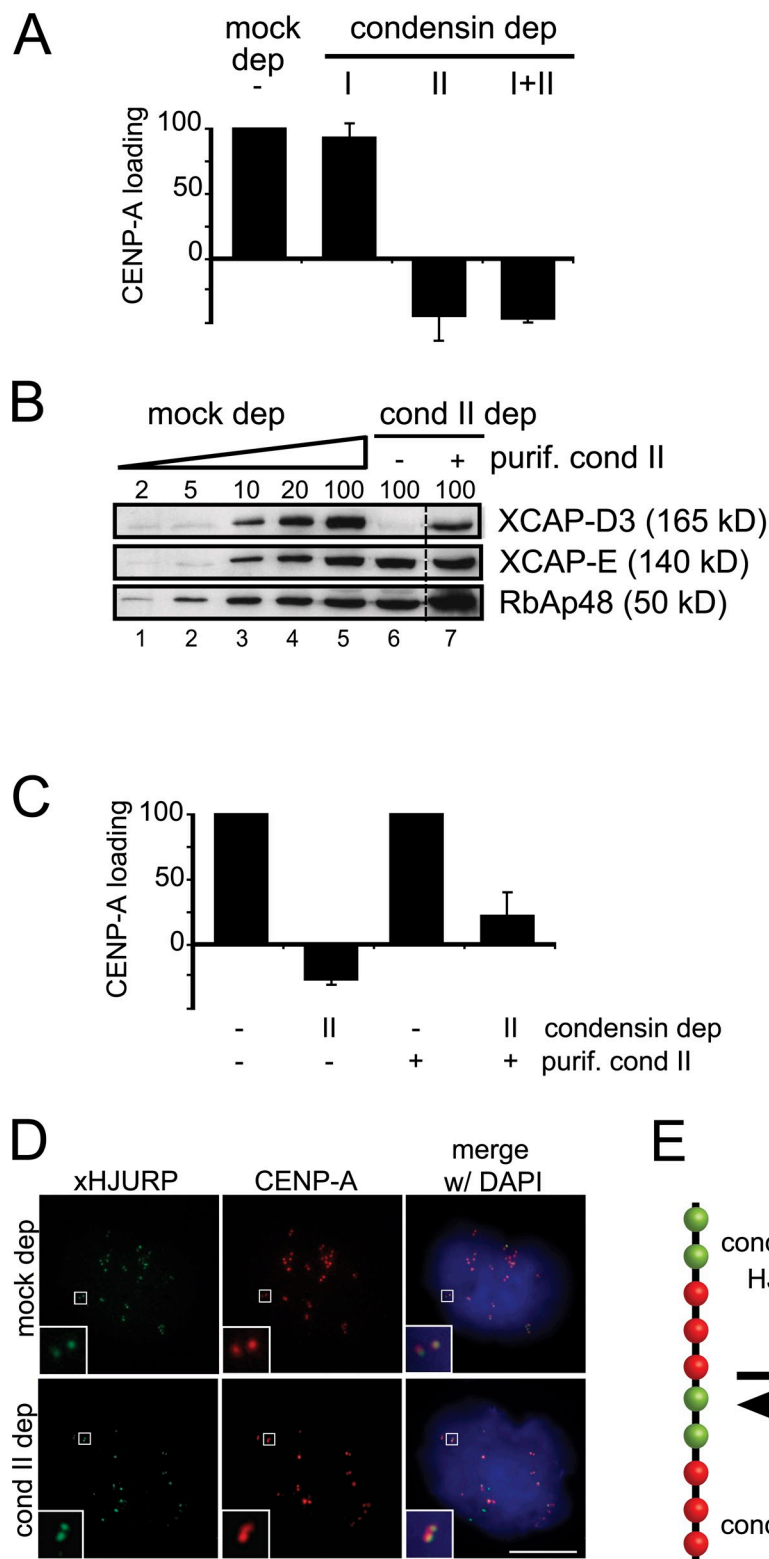 A
mock dep
condensin dep
- I II I+II
CENP-A loading
100
50
0
B
mock dep
cond II dep
- + purif. cond II
2 5 10 20 100 100 100
XCAP-D3 (165 kD)
XCAP-E (140 kD)
RbAp48 (50 kD)
1 2 3 4 5 6 7
C
CENP-A loading
100
50
0
- II - II condensin dep
- - + + purif. cond II
D
xHJURP
CENP-A
merge w/ DAPI
mock dep
cond II dep
E
cond
HJ
cond